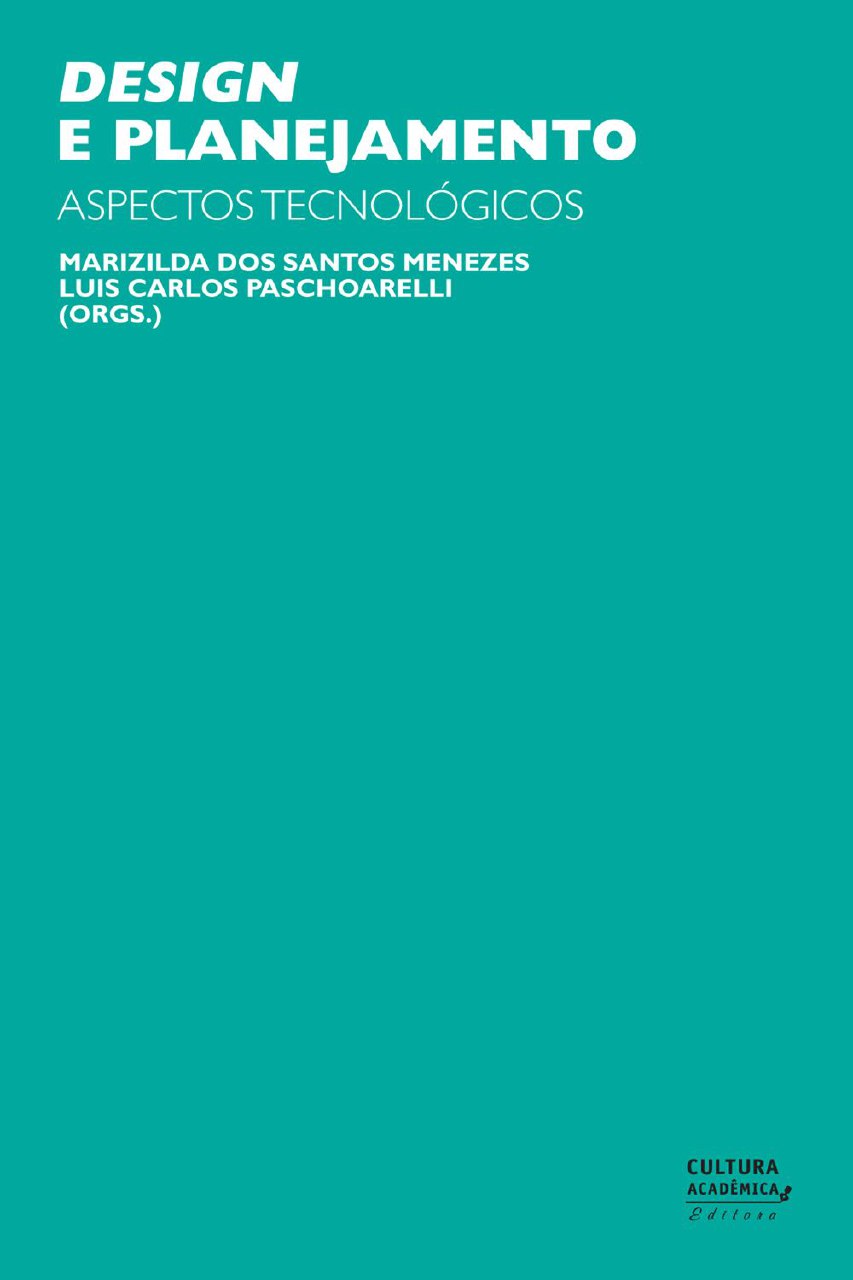 DESIGN
E PLANEJAMENTO
ASPECTOS TECNOLÓGICOS
MARIZILDA DOS SANTOS MENEZES
LUIS CARLOS PASCHOARELLI
(ORGS.)
CULTURA
ACADÊMICA
Editora